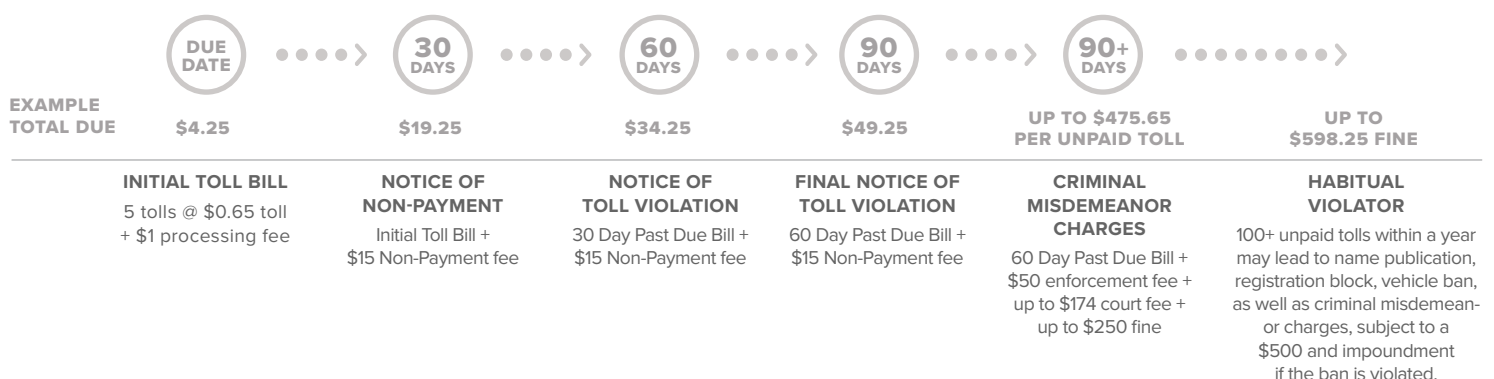 DUE
DATE
30
DAYS
60
DAYS
90
DAYS
90+
DAYS
EXAMPLE
TOTAL DUE
$4.25
$19.25
$34.25
$49.25
UP TO $475.65
PER UNPAID TOLL
UP TO
$598.25 FINE
INITIAL TOLL BILL
5 tolls @ $0.65 toll
+ $1 processing fee
NOTICE OF
NON-PAYMENT
Initial Toll Bill +
$15 Non-Payment fee
NOTICE OF
TOLL VIOLATION
30 Day Past Due Bill +
$15 Non-Payment fee
FINAL NOTICE OF
TOLL VIOLATION
60 Day Past Due Bill +
$15 Non-Payment fee
CRIMINAL
MISDEMEANOR
CHARGES
60 Day Past Due Bill +
$50 enforcement fee +
up to $174 court fee +
up to $250 fine
HABITUAL
VIOLATOR
100+ unpaid tolls within a year
may lead to name publication,
registration block, vehicle ban,
as well as criminal misdemean-
or charges, subject to a
$500 and impoundment
if the ban is violated.